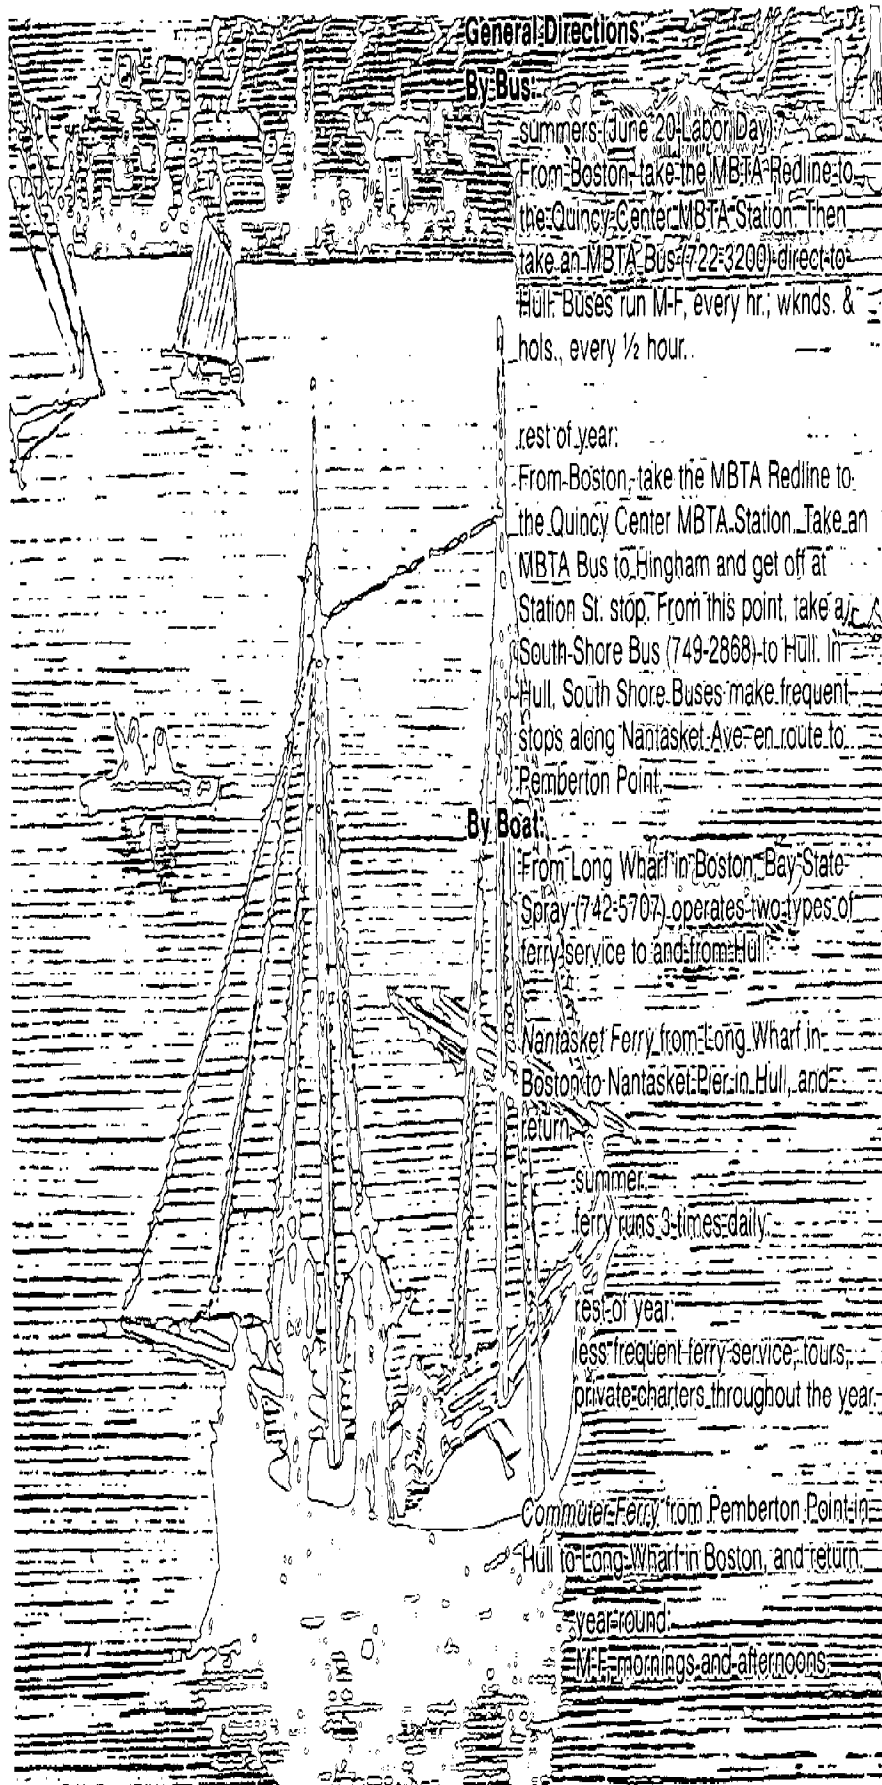 General Directions:
By Bus:
summers (June 20-Labor Day):
From Boston, take the MBTA Redline to
the Quincy Center MBTA Station. Then
take an MBTA Bus (722-3200) direct to
Hull. Buses run M-F, every hr.; wknds. &
hols., every ½ hour.
rest of year:
From Boston, take the MBTA Redline to
the Quincy Center MBTA Station. Take an
MBTA Bus to Hingham and get off at
Station St. stop. From this point, take a
South Shore Bus (749-2868) to Hull. In
Hull, South Shore Buses make frequent
stops along Nantasket Ave. en route to
Pemberton Point.
By Boat:
From Long Wharf in Boston, Bay State-
Spray (742-5707) operates two types of
ferry service to and from Hull:
Nantasket Ferry from Long Wharf in
Boston to Nantasket Pier in Hull, and
return.
summer:
ferry runs 3 times daily.
rest of year:
less frequent ferry service, tours,
private charters throughout the year.
Commuter Ferry from Pemberton Point in
Hull to Long Wharf in Boston, and return.
year round:
M-F, mornings and afternoons.